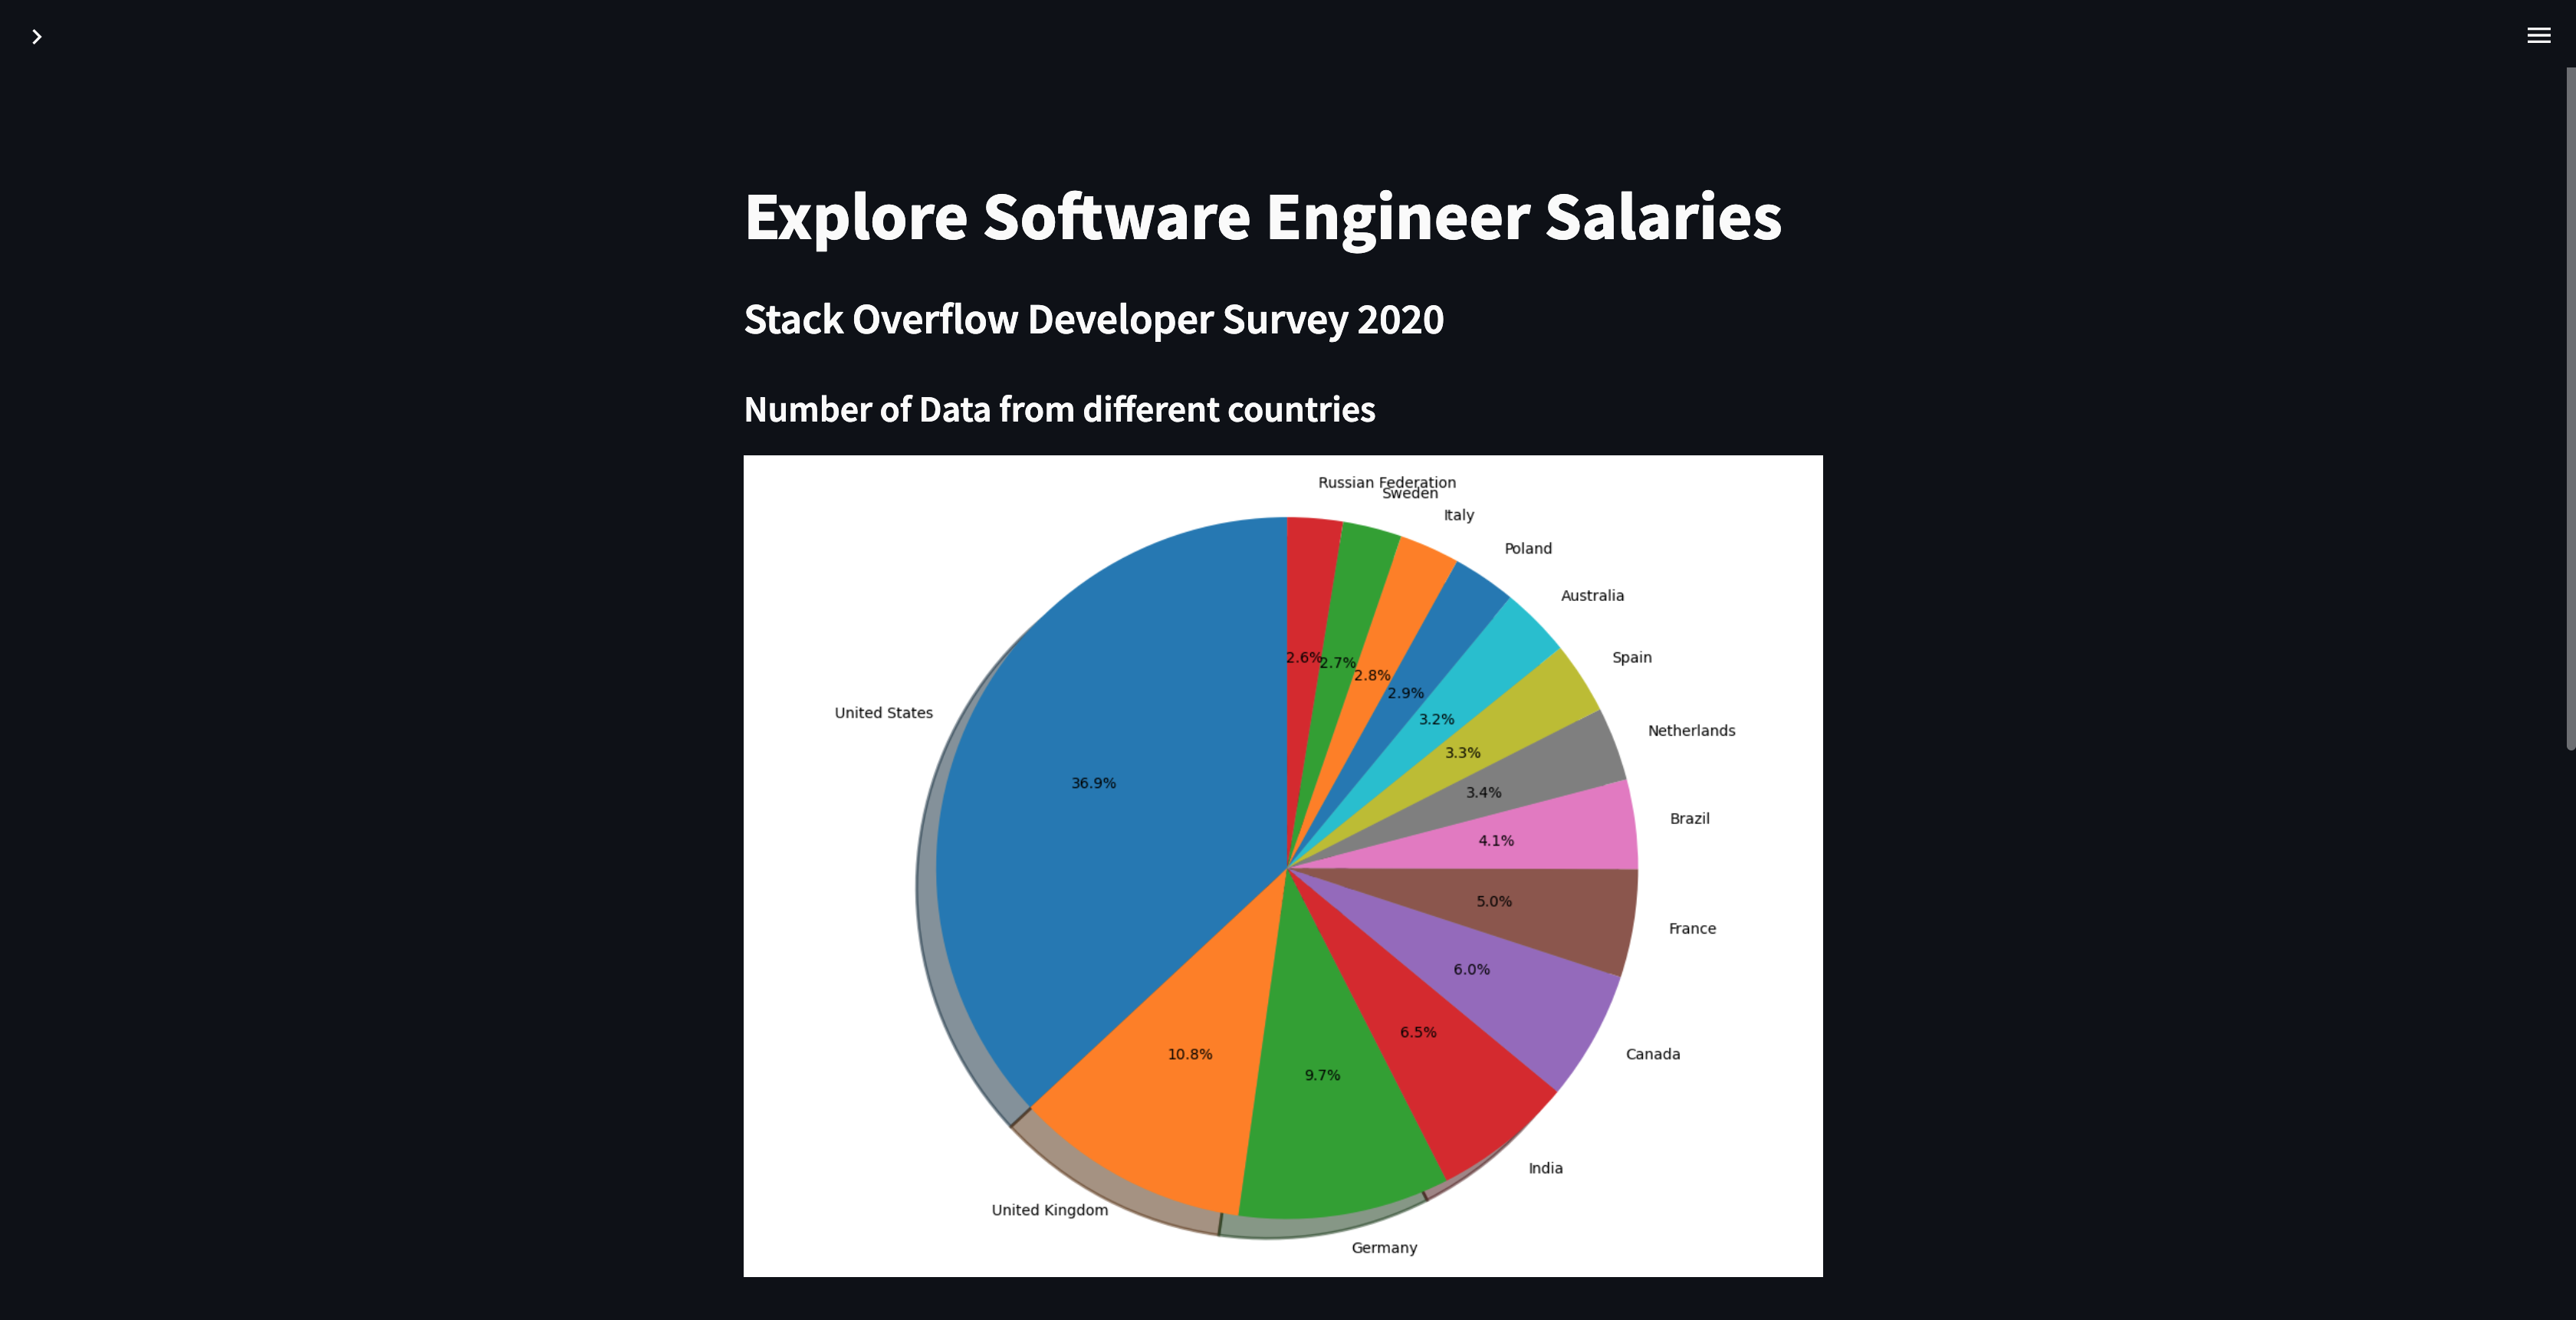 Explore Software Engineer Salaries
Stack Overflow Developer Survey 2020
Number of Data from different countries
Russian Federation
Sweden
Italy
Poland
Australia
Spain
Netherlands
Brazil
France
Canada
India
Germany
United Kingdom
United States
2.6%
2.7%
2.8%
2.9%
3.2%
3.3%
3.4%
4.1%
5.0%
6.0%
6.5%
9.7%
10.8%
36.9%